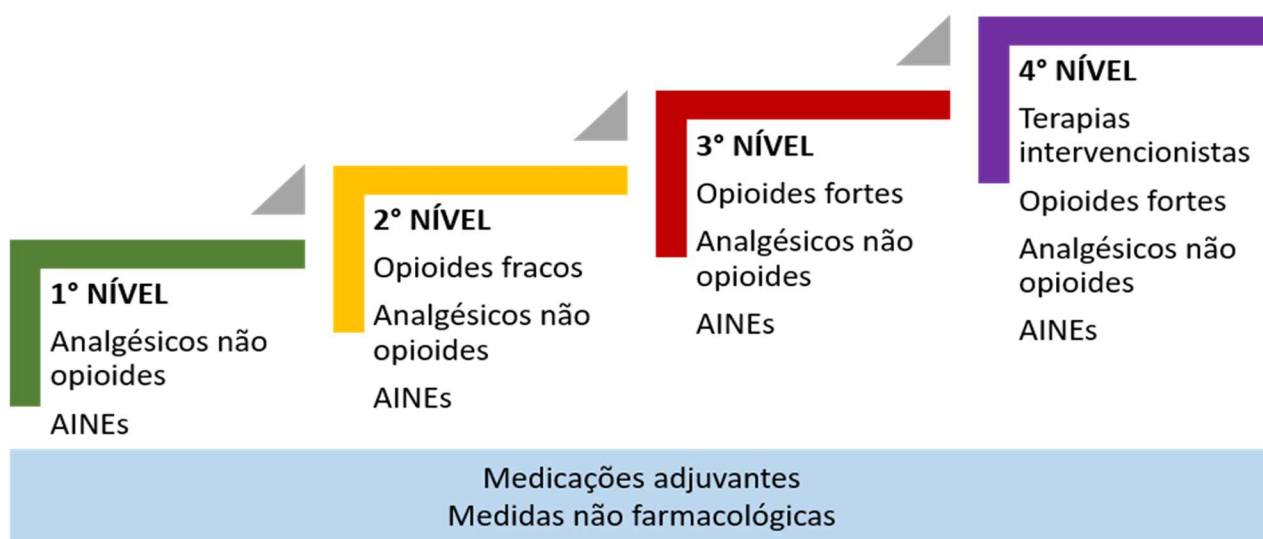 1° NÍVEL
Analgésicos não
opioides
AINEs
2° NÍVEL
Opioides fracos
Analgésicos não
opioides
AINEs
3° NÍVEL
Opioides fortes
Analgésicos não
opioides
AINEs
4° NÍVEL
Terapias
intervencionistas
Opioides fortes
Analgésicos não
opioides
AINEs
Medicações adjuvantes
Medidas não farmacológicas